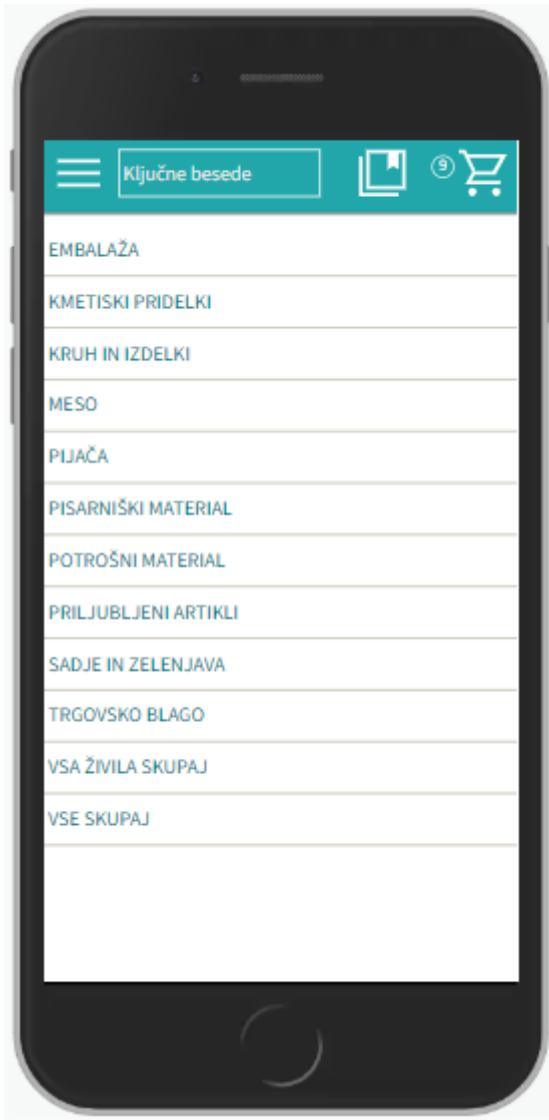 Ključne besede
9
EMBALAŽA
KMETISKI PRIDELKI
KRUH IN IZDELKI
MESO
PIJAČA
PISARNIŠKI MATERIAL
POTROŠNI MATERIAL
PRILJUBLJENI ARTIKLI
SADJE IN ZELENJAVA
TRGOVSKO BLAGO
VSA ŽIVILA SKUPAJ
VSE SKUPAJ